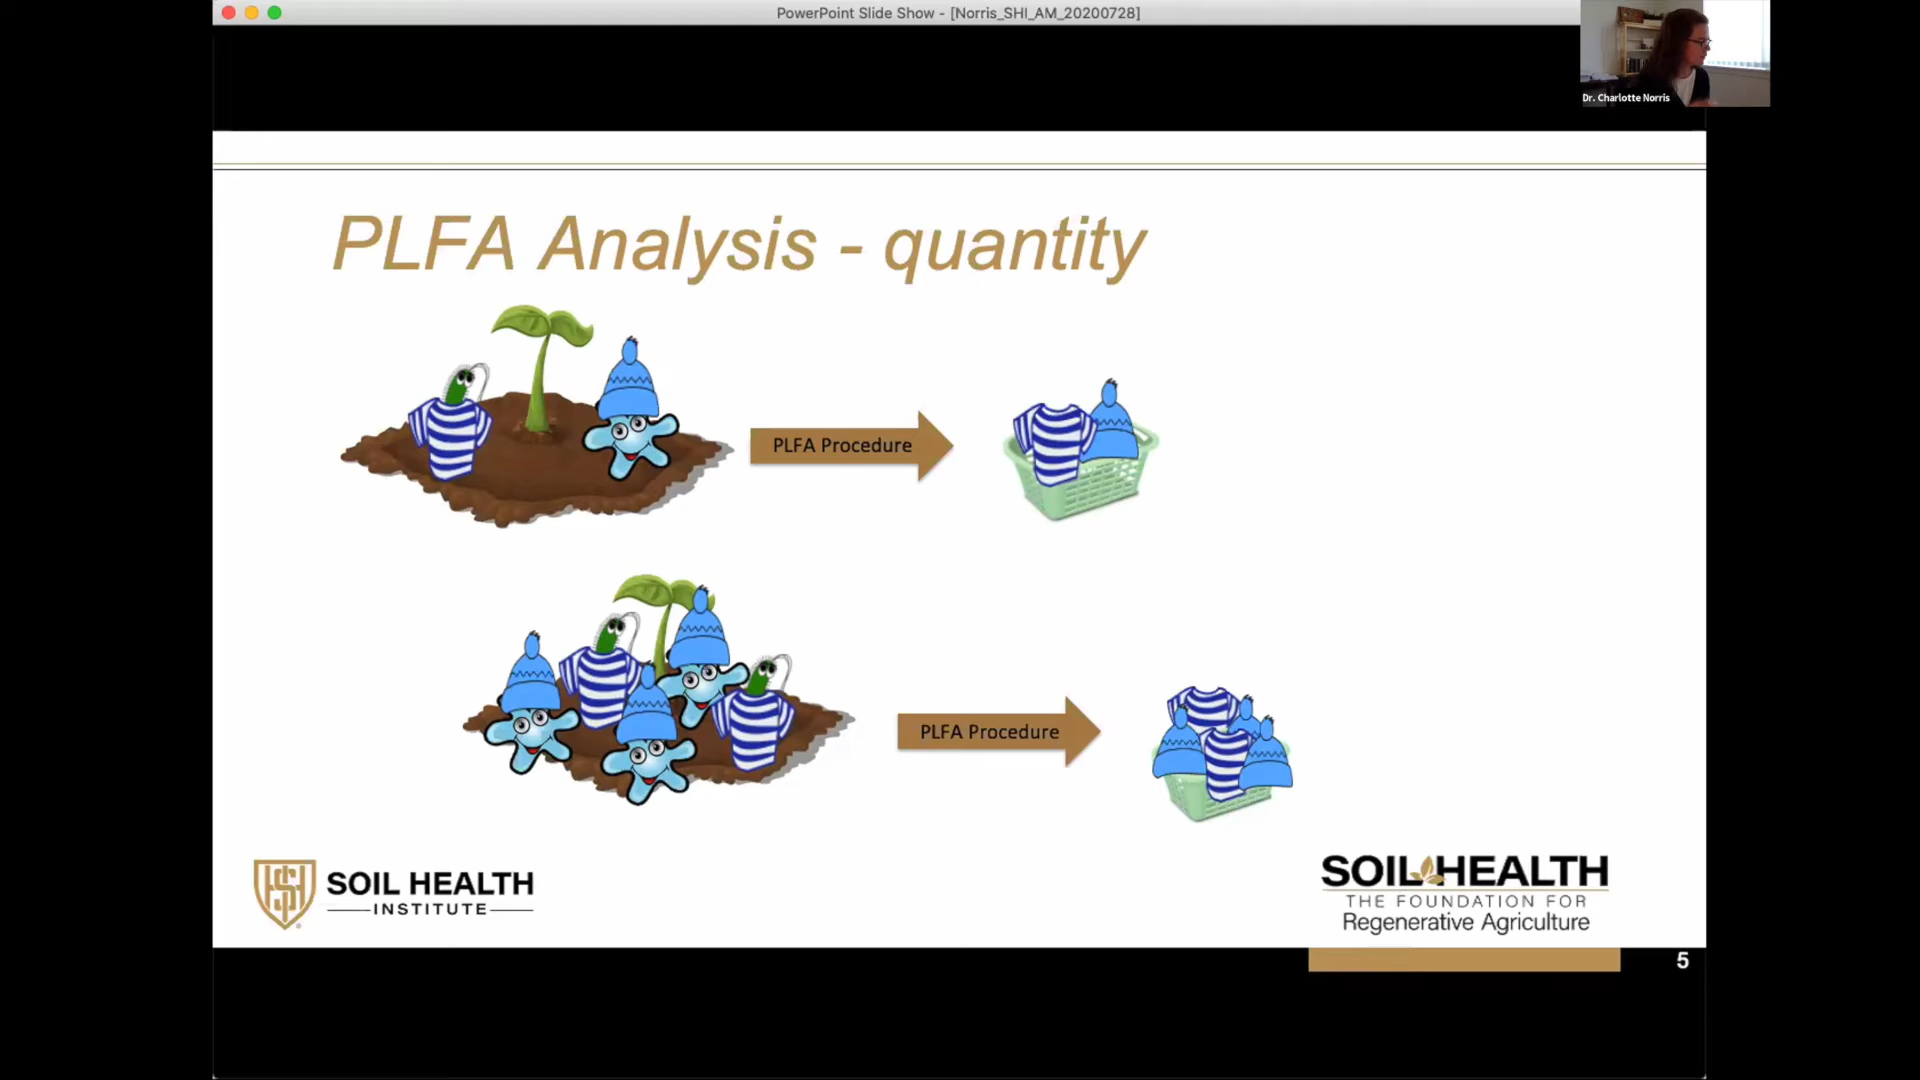 PowerPoint Slide Show - [Norris_SHI_AM_20200728]
Dr. Charlotte Norris
PLFA Analysis - quantity
PLFA Procedure
PLFA Procedure
SOIL HEALTH
INSTITUTE
SOIL HEALTH
THE FOUNDATION FOR
Regenerative Agriculture
5